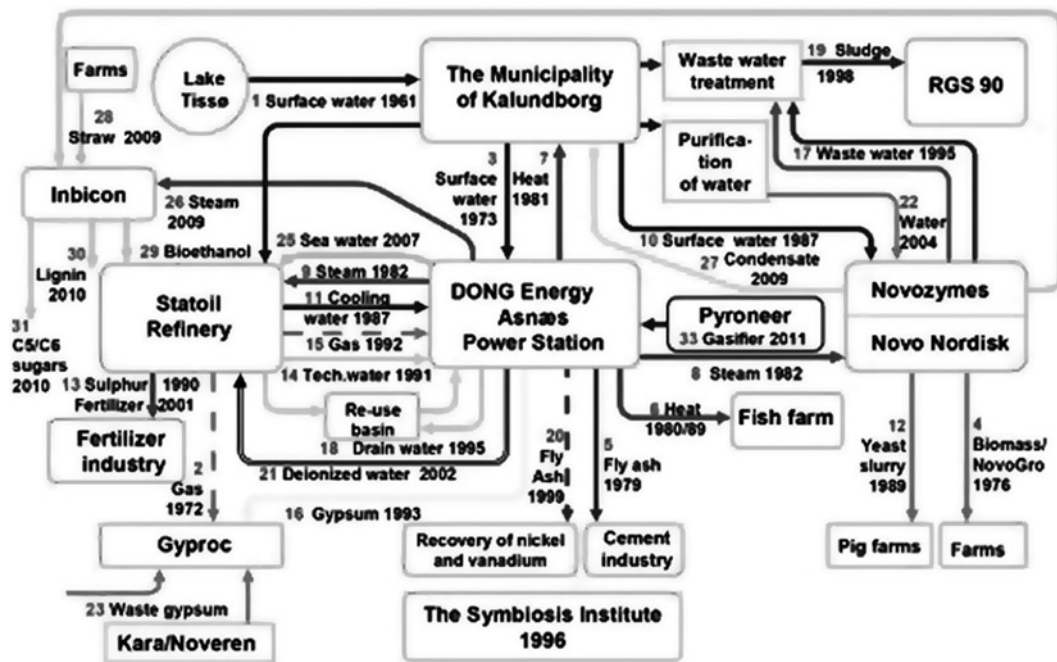 Farms
Lake
Tissø
The Municipality
of Kalundborg
Waste water
treatment
19 Sludge
1998
RGS 90
1 Surface water 1961
28
Straw 2009
Purifica-
tion
of water
17 Waste water 1995
3
Surface
water
1973
7
Heat
1981
Inbicon
26 Steam
2009
22
Water
2004
10 Surface water 1987
27 Condensate
2009
30
Lignin
2010
29 Bioethanol
25 Sea water 2007
9 Steam 1982
11 Cooling
water 1987
15 Gas 1992
14 Tech.water 1991
Statoil
Refinery
DONG Energy
Asnæs
Power Station
Pyroneer
33 Gasifier 2011
Novozymes
Novo Nordisk
8 Steam 1982
31
C5/C6
sugars
2010
13 Sulphur 1990
Fertilizer 2001
Fertilizer
industry
Re-use
basin
18 Drain water 1995
21 Deionized water 2002
6 Heat
1980/89
Fish farm
2
Gas
1972
20
Fly
Ash
1999
5
Fly ash
1979
12
Yeast
slurry
1989
4
Biomass/
NovoGro
1976
16 Gypsum 1993
Gyproc
Recovery of nickel
and vanadium
Cement
industry
Pig farms
Farms
23 Waste gypsum
Kara/Noveren
The Symbiosis Institute
1996